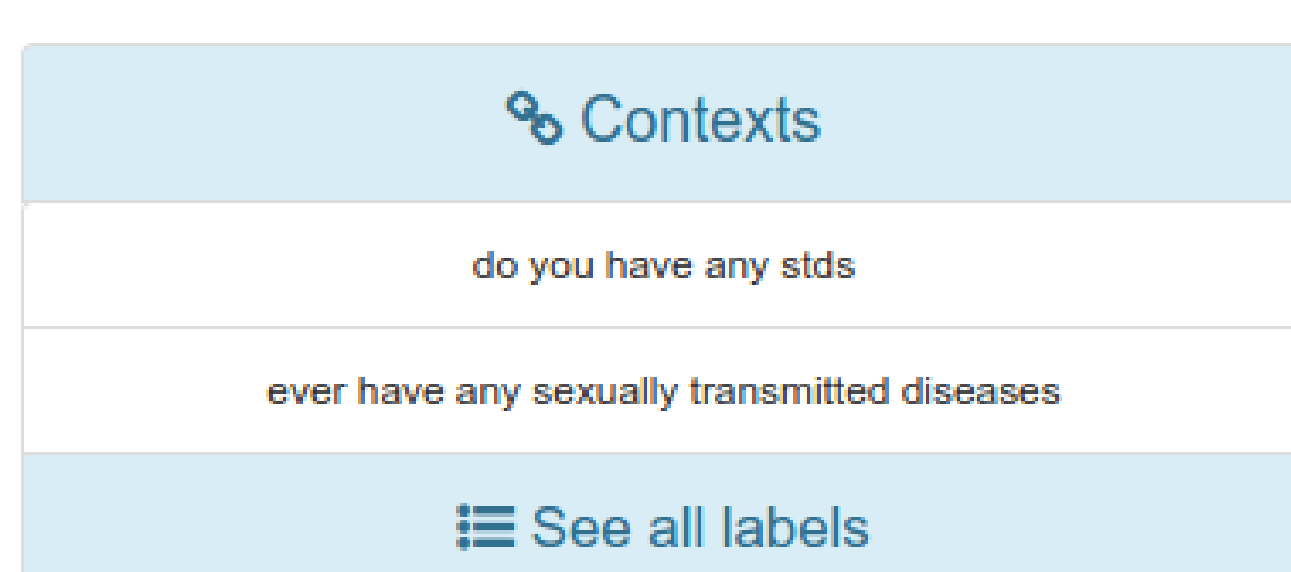 Contexts
do you have any stds
ever have any sexually transmitted diseases
See all labels